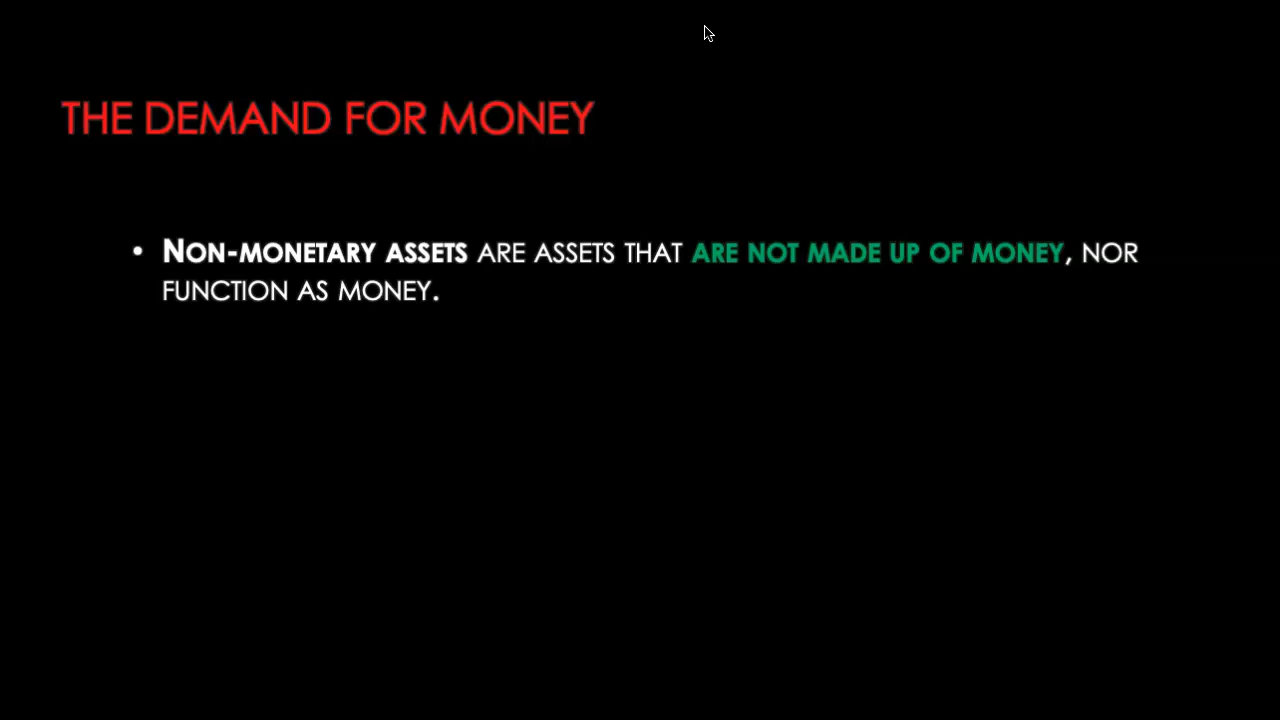 THE DEMAND FOR MONEY
• NON-MONETARY ASSETS ARE ASSETS THAT ARE NOT MADE UP OF MONEY, NOR
FUNCTION AS MONEY.